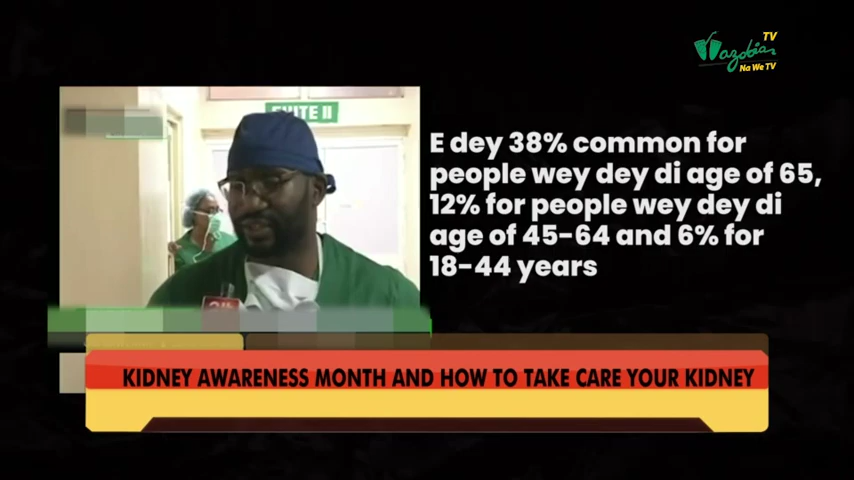 TV
Wazobia
Na We TV
E dey 38% common for
people wey dey di age of 65,
12% for people wey dey di
age of 45-64 and 6% for
18-44 years
KIDNEY AWARENESS MONTH AND HOW TO TAKE CARE YOUR KIDNEY